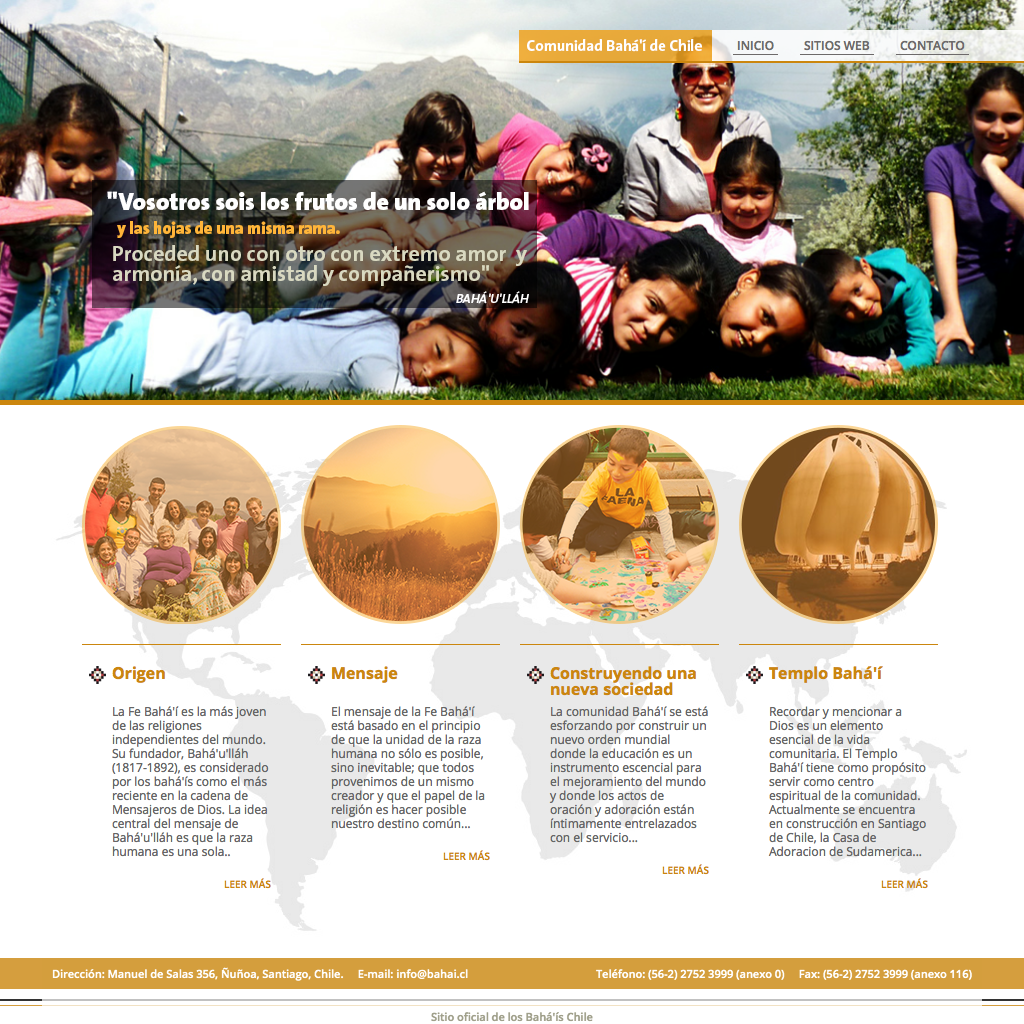 Comunidad Bahá'í de Chile
INICIO
SITIOS WEB
CONTACTO
"Vosotros sois los frutos de un solo árbol
y las hojas de una misma rama.
Proceded uno con otro con extremo amor y
armonía, con amistad y compañerismo"
BAHÁ'U'LLÁH
LA
FAENA
Origen
La Fe Bahá'í es la más joven
de las religiones
independientes del mundo.
Su fundador, Bahá'u'lláh
(1817-1892), es considerado
por los bahá'ís como el más
reciente en la cadena de
Mensajeros de Dios. La idea
central del mensaje de
Bahá'u'lláh es que la raza
humana es una sola..
LEER MÁS
Mensaje
El mensaje de la Fe Bahá'í
está basado en el principio
de que la unidad de la raza
humana no sólo es posible,
sino inevitable; que todos
provenimos de un mismo
creador y que el papel de la
religión es hacer posible
nuestro destino común...
LEER MÁS
Construyendo una
nueva sociedad
La comunidad Bahá'í se está
esforzando por construir un
nuevo orden mundial
donde la educación es un
instrumento escencial para
el mejoramiento del mundo
y donde los actos de
oración y adoración están
íntimamente entrelazados
con el servicio...
LEER MÁS
Templo Bahá'í
Recordar y mencionar a
Dios es un elemento
esencial de la vida
comunitaria. El Templo
Bahá'í tiene como propósito
servir como centro
espiritual de la comunidad.
Actualmente se encuentra
en construcción en Santiago
de Chile, la Casa de
Adoracion de Sudamerica...
LEER MÁS
Dirección: Manuel de Salas 356, Ñuñoa, Santiago, Chile. E-mail: info@bahai.cl
Teléfono: (56-2) 2752 3999 (anexo 0) Fax: (56-2) 2752 3999 (anexo 116)
Sitio oficial de los Bahá'ís Chile